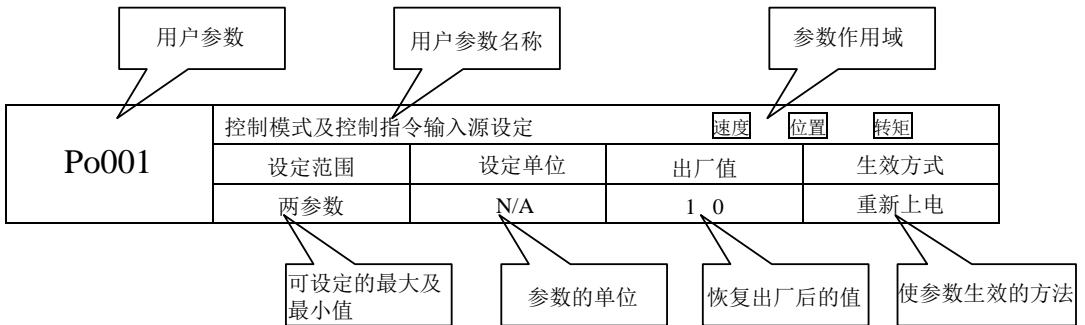 用户参数
用户参数名称
参数作用域
Po001
控制模式及控制指令输入源设定 速度 位置 转矩
设定范围 设定单位 出厂值 生效方式
两参数 N/A 1 0 重新上电
可设定的最大及
最小值
参数的单位
恢复出厂后的值
使参数生效的方法